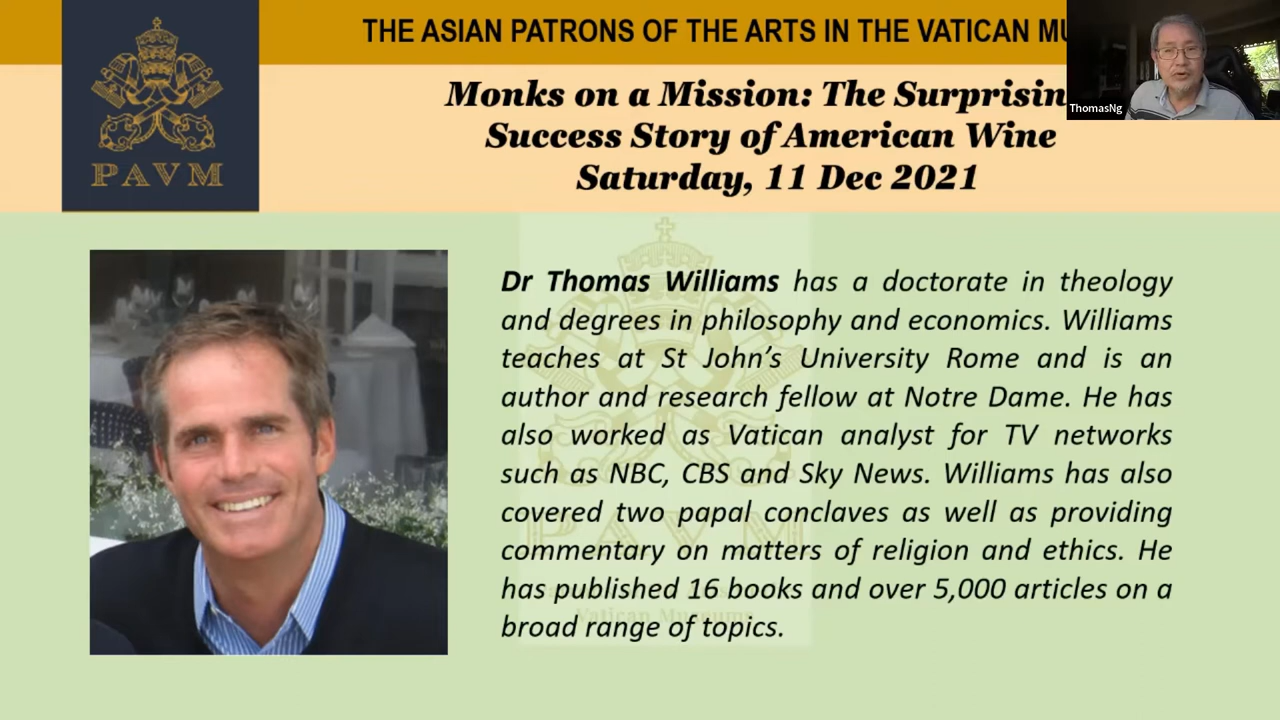 THE ASIAN PATRONS OF THE ARTS IN THE VATICAN MU
ThomasNg
Monks on a Mission: The Surprisin
Success Story of American Wine
Saturday, 11 Dec 2021
PAVM
Dr Thomas Williams has a doctorate in theology
and degrees in philosophy and economics. Williams
teaches at St John's University Rome and is an
author and research fellow at Notre Dame. He has
also worked as Vatican analyst for TV networks
such as NBC, CBS and Sky News. Williams has also
covered two papal conclaves as well as providing
commentary on matters of religion and ethics. He
has published 16 books and over 5,000 articles on a
broad range of topics.
PAVM
Vatican Museums